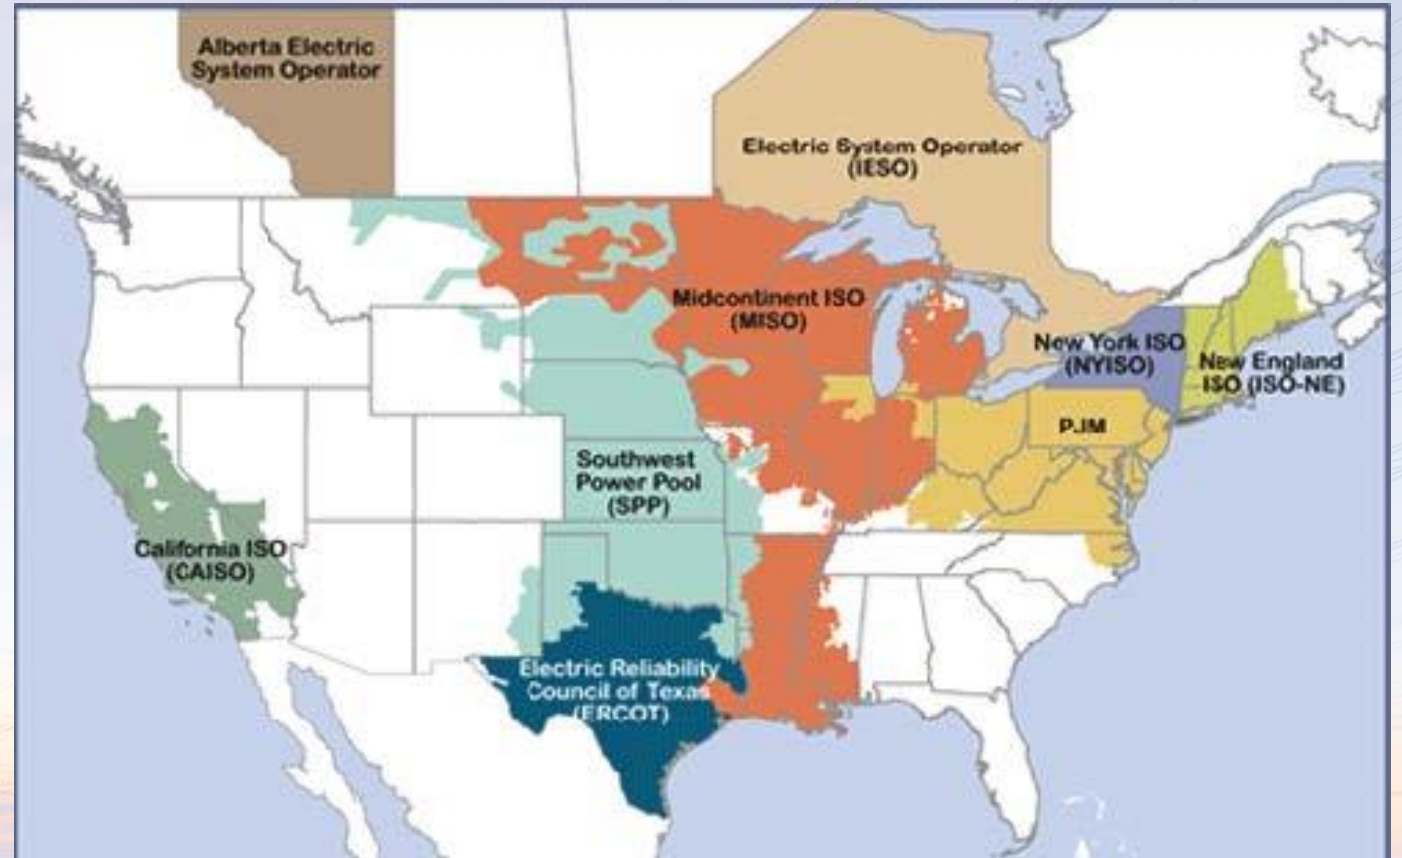 Alberta Electric
System Operator
Electric System Operator
(IESO)
Midcontinent ISO
(MISO)
New York ISO
(NYISO)
New England
ISO (ISO-NE)
PJM
Southwest
Power Pool
(SPP)
California ISO
(CAISO)
Electric Reliability
Council of Texas
(ERCOT)